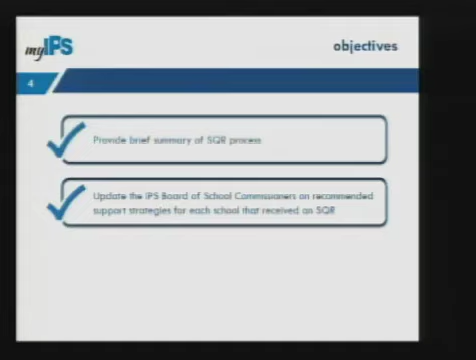 myIPS
objectives
4
Provide brief summary of SQR process
Update the IPS Board of School Commissioners on recommended
support strategies for each school that received an SQR